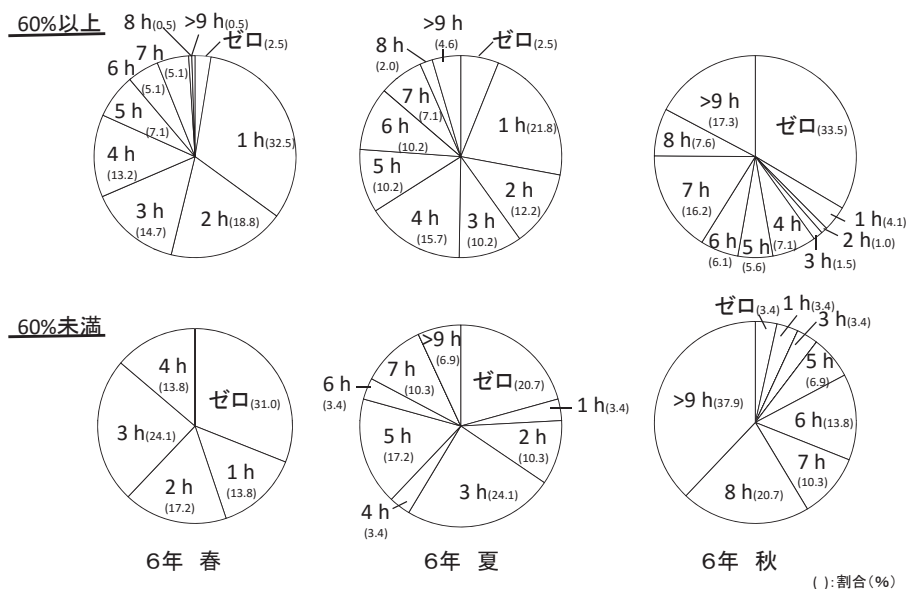 60%以上
8 h(0.5)
>9 h(0.5)
ゼロ(2.5)
1 h(32.5)
2 h(18.8)
3 h
(14.7)
4 h
(13.2)
5 h
(7.1)
6 h
(5.1)
7 h
(5.1)
>9 h
(4.6)
ゼロ(2.5)
1 h(21.8)
2 h
(12.2)
3 h
(10.2)
4 h
(15.7)
5 h
(10.2)
6 h
(10.2)
7 h
(7.1)
8 h
(2.0)
ゼロ(33.5)
1 h(4.1)
2 h(1.0)
3 h(1.5)
4 h
(7.1)
5 h
(5.6)
6 h
(6.1)
7 h
(16.2)
8 h(7.6)
>9 h
(17.3)
60%未満
ゼロ(31.0)
1 h
(13.8)
2 h
(17.2)
3 h(24.1)
4 h
(13.8)
ゼロ(20.7)
1 h(3.4)
2 h
(10.3)
3 h(24.1)
4 h
(3.4)
5 h
(17.2)
6 h
(3.4)
7 h
(10.3)
>9 h
(6.9)
ゼロ(3.4)
1 h(3.4)
3 h(3.4)
5 h
(6.9)
6 h(13.8)
7 h
(10.3)
8 h(20.7)
>9 h(37.9)
6年 春
6年 夏
6年 秋
( ):割合(%)